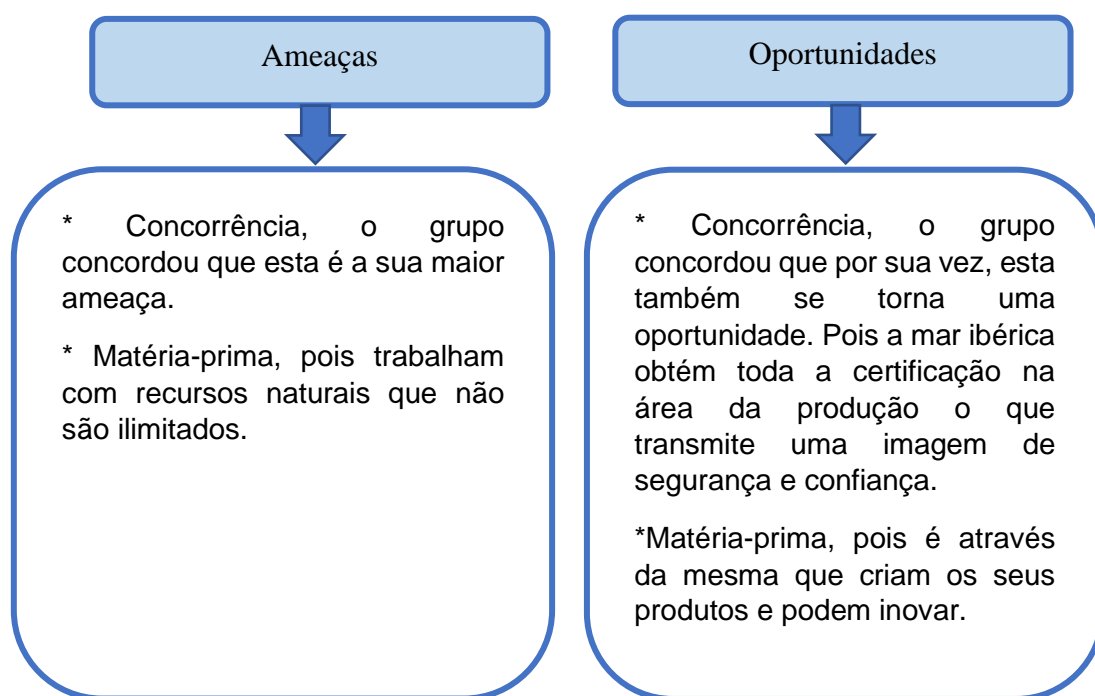 Ameaças
* Concorrência, o grupo
concordou que esta é a sua maior
ameaça.
* Matéria-prima, pois trabalham
com recursos naturais que não
são ilimitados.
Oportunidades
* Concorrência, o grupo
concordou que por sua vez, esta
também se torna uma
oportunidade. Pois a mar ibérica
obtém toda a certificação na
área da produção o que
transmite uma imagem de
segurança e confiança.
*Matéria-prima, pois é através
da mesma que criam os seus
produtos e podem inovar.